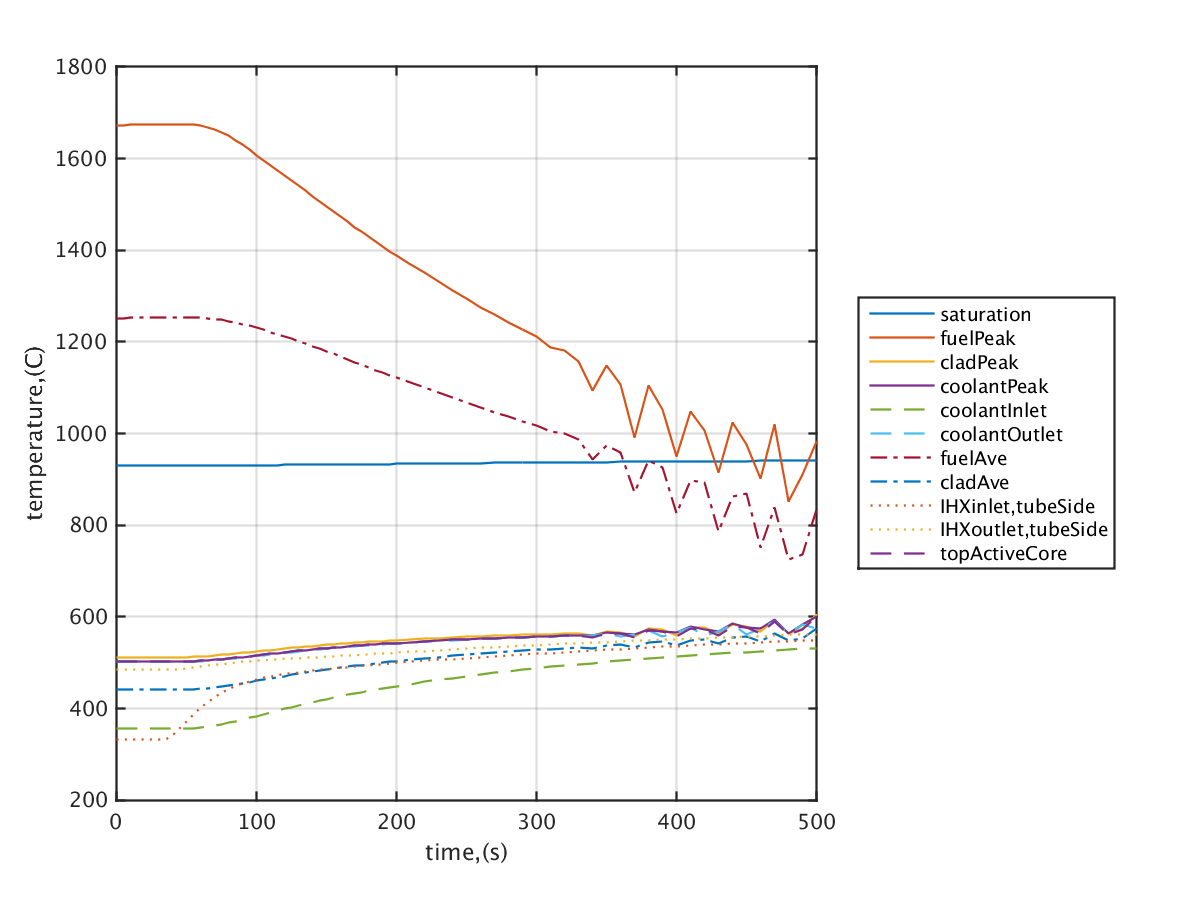 1800
1600
1400
1200
1000
800
600
400
200
temperature,(C)
0 100 200 300 400 500
time,(s)
saturation
fuelPeak
cladPeak
coolantPeak
coolantInlet
coolantOutlet
fuelAve
cladAve
IHXinlet,tubeSide
IHXoutlet,tubeSide
topActiveCore